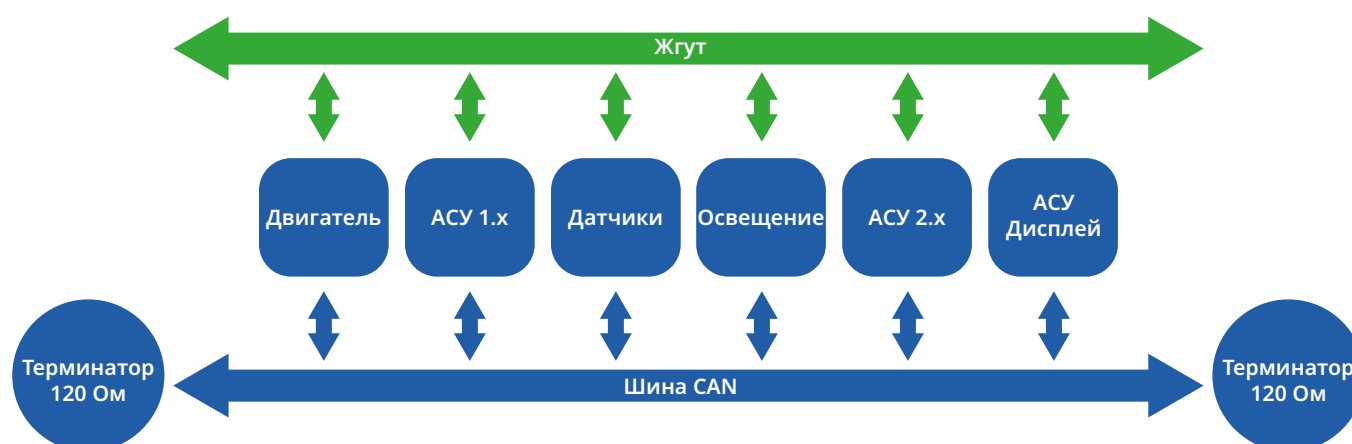 Жгут
Двигатель
АСУ 1.x
Датчики
Освещение
АСУ 2.x
АСУ
Дисплей
Терминатор
120 Ом
Шина CAN
Терминатор
120 Ом